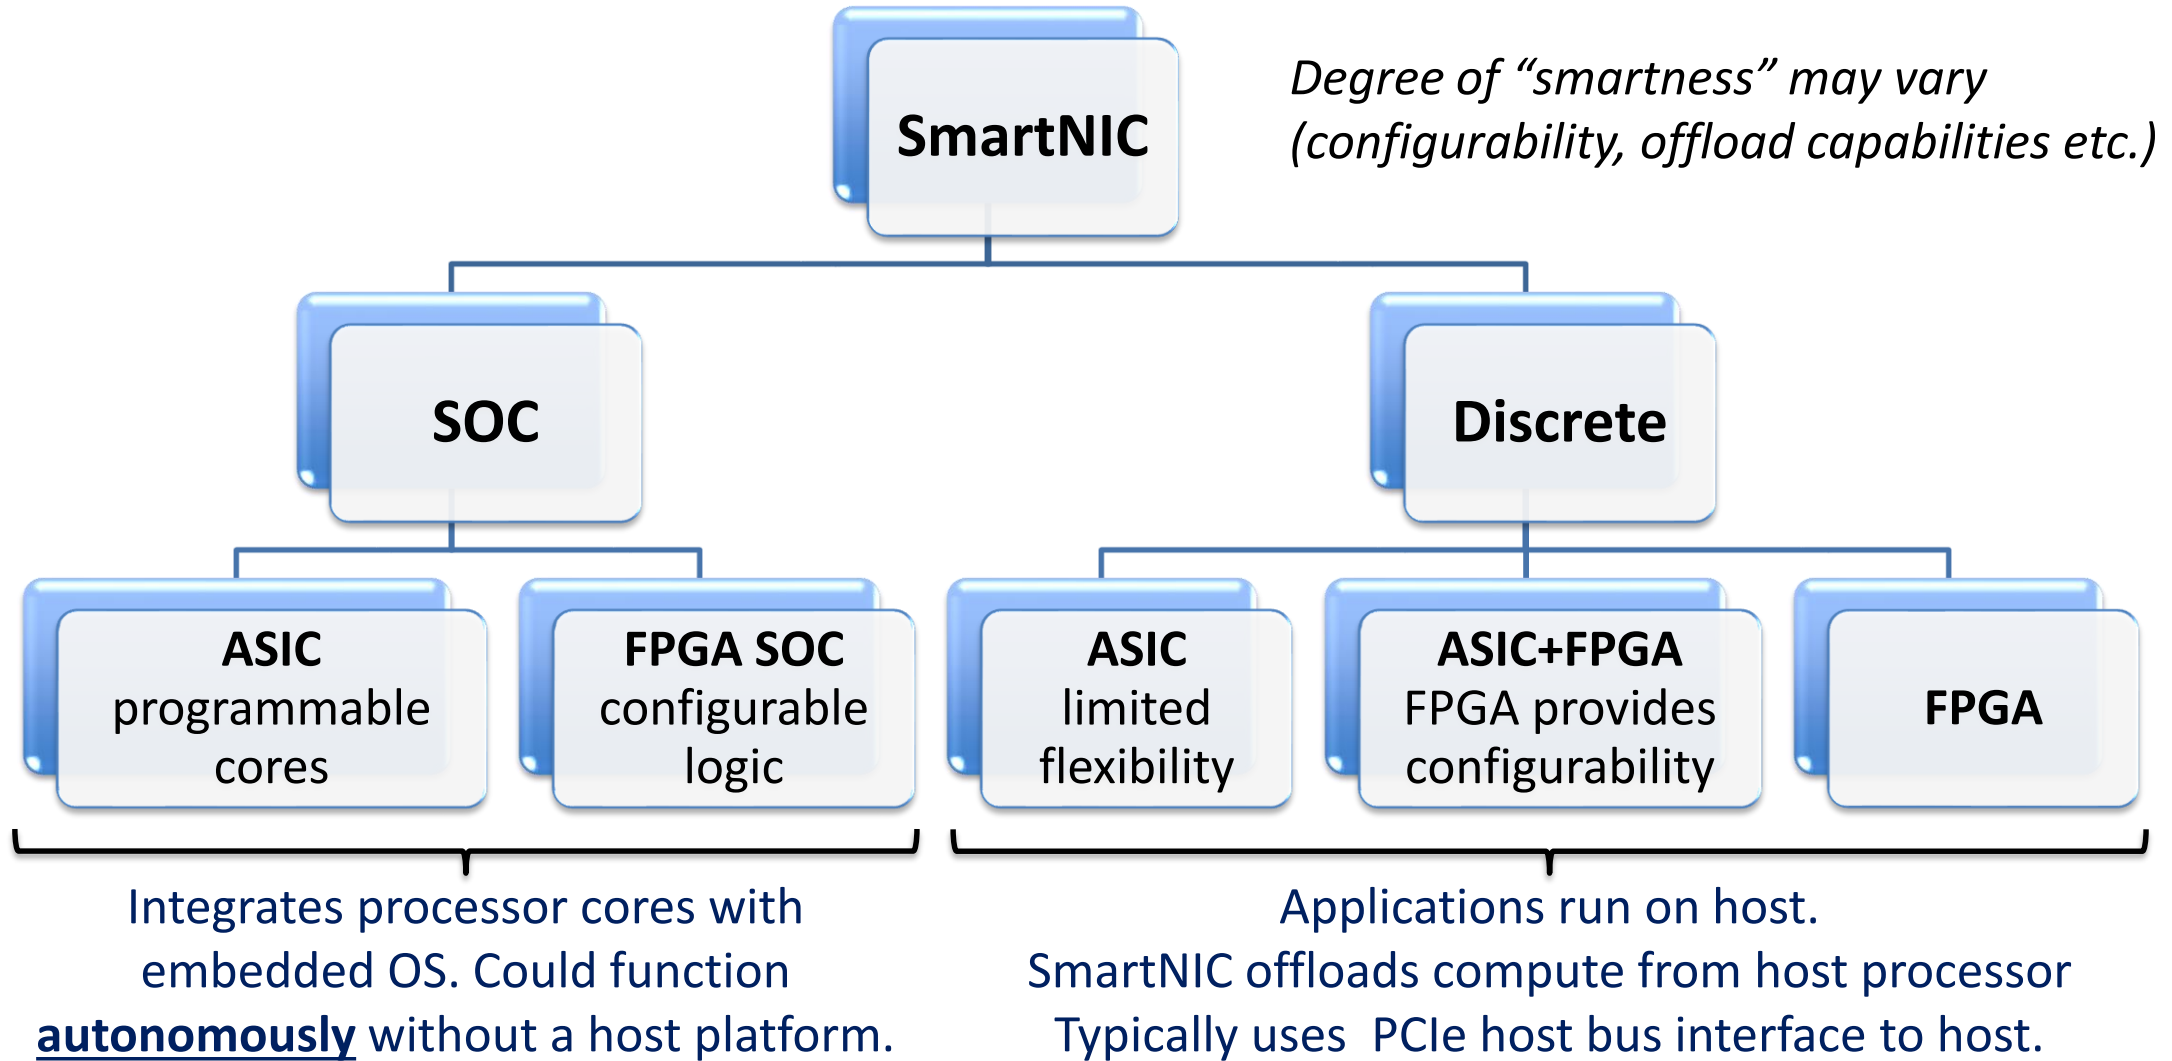 SmartNIC
Degree of “smartness” may vary
(configurability, offload capabilities etc.)
SOC
Discrete
ASIC
programmable
cores
FPGA SOC
configurable
logic
ASIC
limited
flexibility
ASIC+FPGA
FPGA provides
configurability
FPGA
Integrates processor cores with
embedded OS. Could function
autonomously without a host platform.
Applications run on host.
SmartNIC offloads compute from host processor
Typically uses PCIe host bus interface to host.